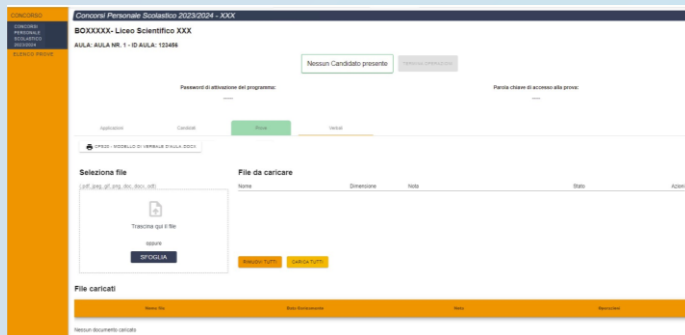 CONCORSO
CONCORSI
PERSONALE
SCOLASTICO
2023/2024
ELENCO PROVE
Concorsi Personale Scolastico 2023/2024 - XXX
BOXXXXX- Liceo Scientifico XXX
AULA: AULA NR. 1 - ID AULA: 123456
Nessun Candidato presente
TERMINA OPERAZIONI
Password di attivazione del programma:
Parola chiave di accesso alla prova:
----
----
Applicazioni
Candidati
Prove
Verbali
MODELLO DI VERBALE D'AULA.DOCX
Seleziona file
File da caricare
(.pdf, .jpeg, .gif, .png, .doc, .docx, .odt)
Nome
Dimensione
Note
Stato
Azioni
Trascina qui il file
oppure
SFOGLIA
RIMUOVI TUTTI
CARICA TUTTI
File caricati
Nome file
Data Inserimento
Note
Nessun documento caricato